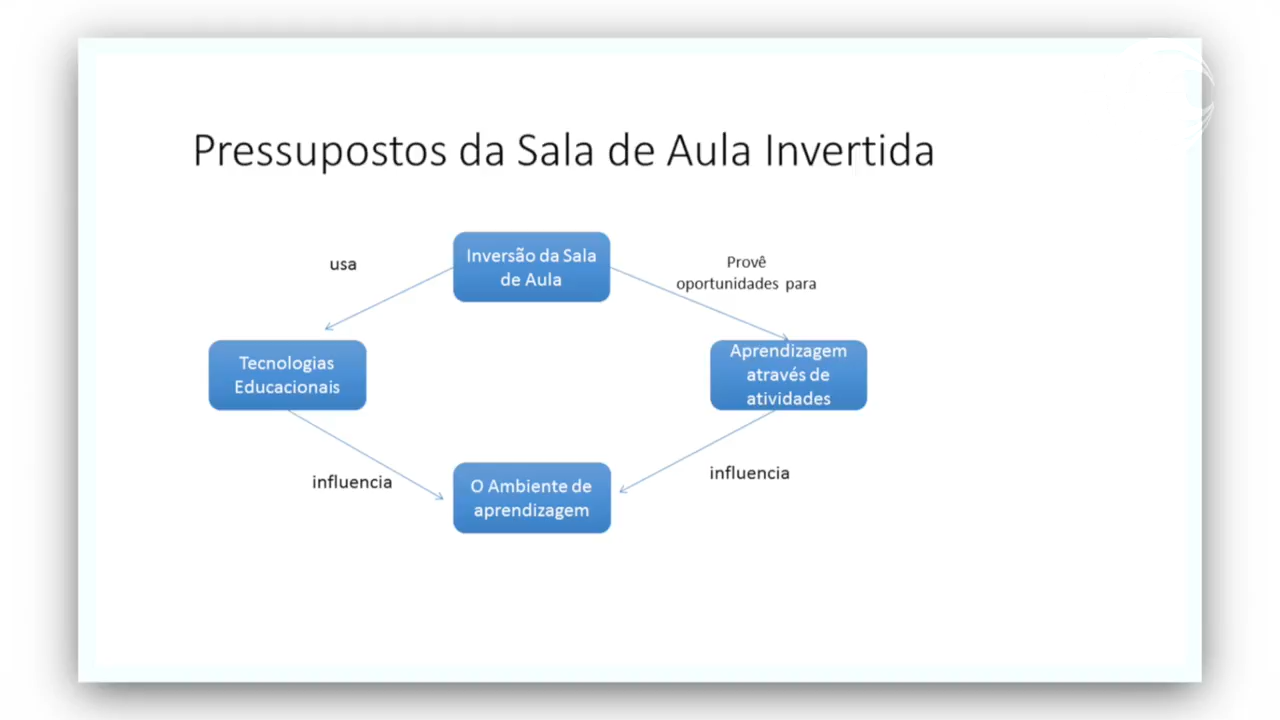 Pressupostos da Sala de Aula Invertida
usa
Inversão da Sala
de Aula
Provê
oportunidades para
Tecnologias
Educacionais
Aprendizagem
através de
atividades
influencia
O Ambiente de
aprendizagem
influencia